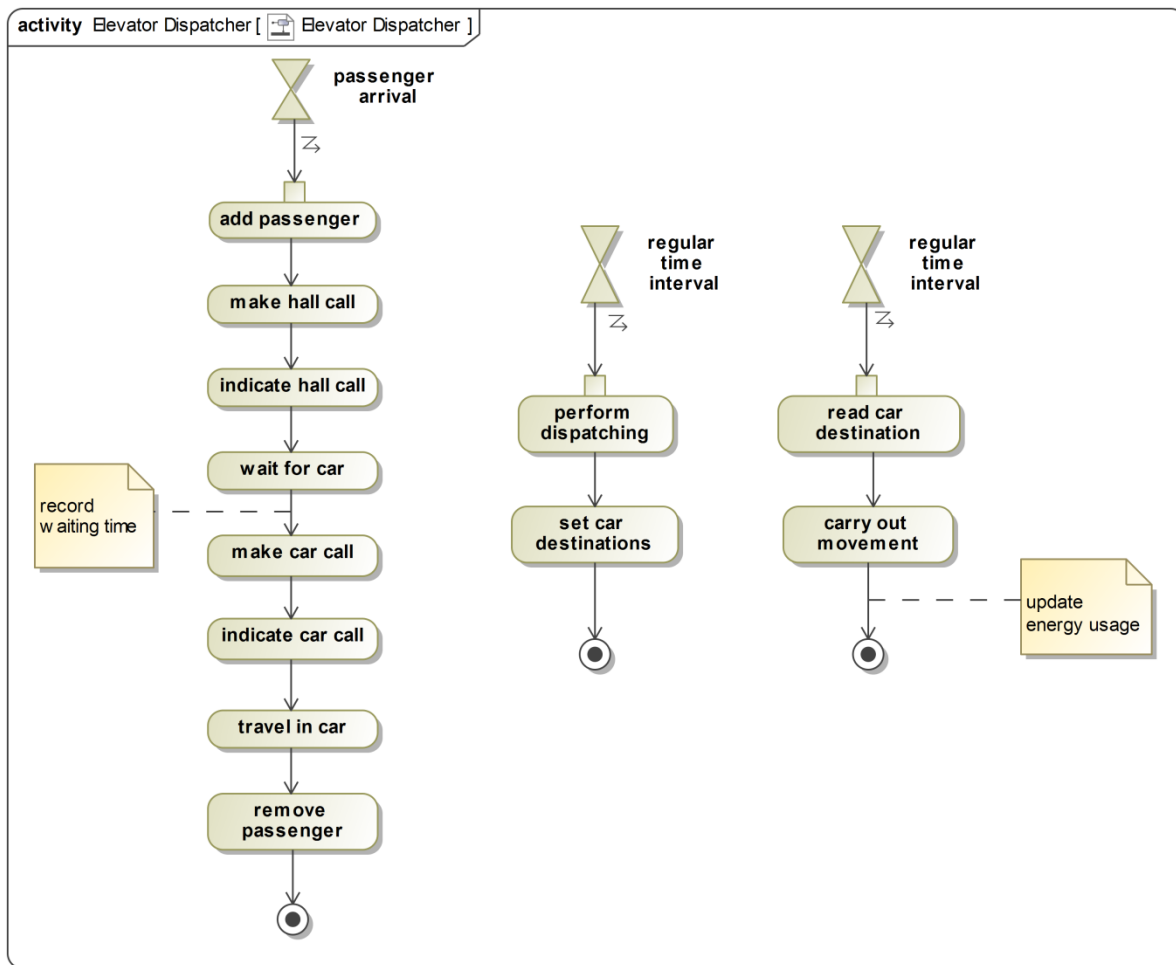 activity Elevator Dispatcher [ Elevator Dispatcher ]
passenger
arrival
add passenger
make hall call
indicate hall call
wait for car
record
waiting time
make car call
indicate car call
travel in car
remove
passenger
regular
time
interval
perform
dispatching
set car
destinations
regular
time
interval
read car
destination
carry out
movement
update
energy usage